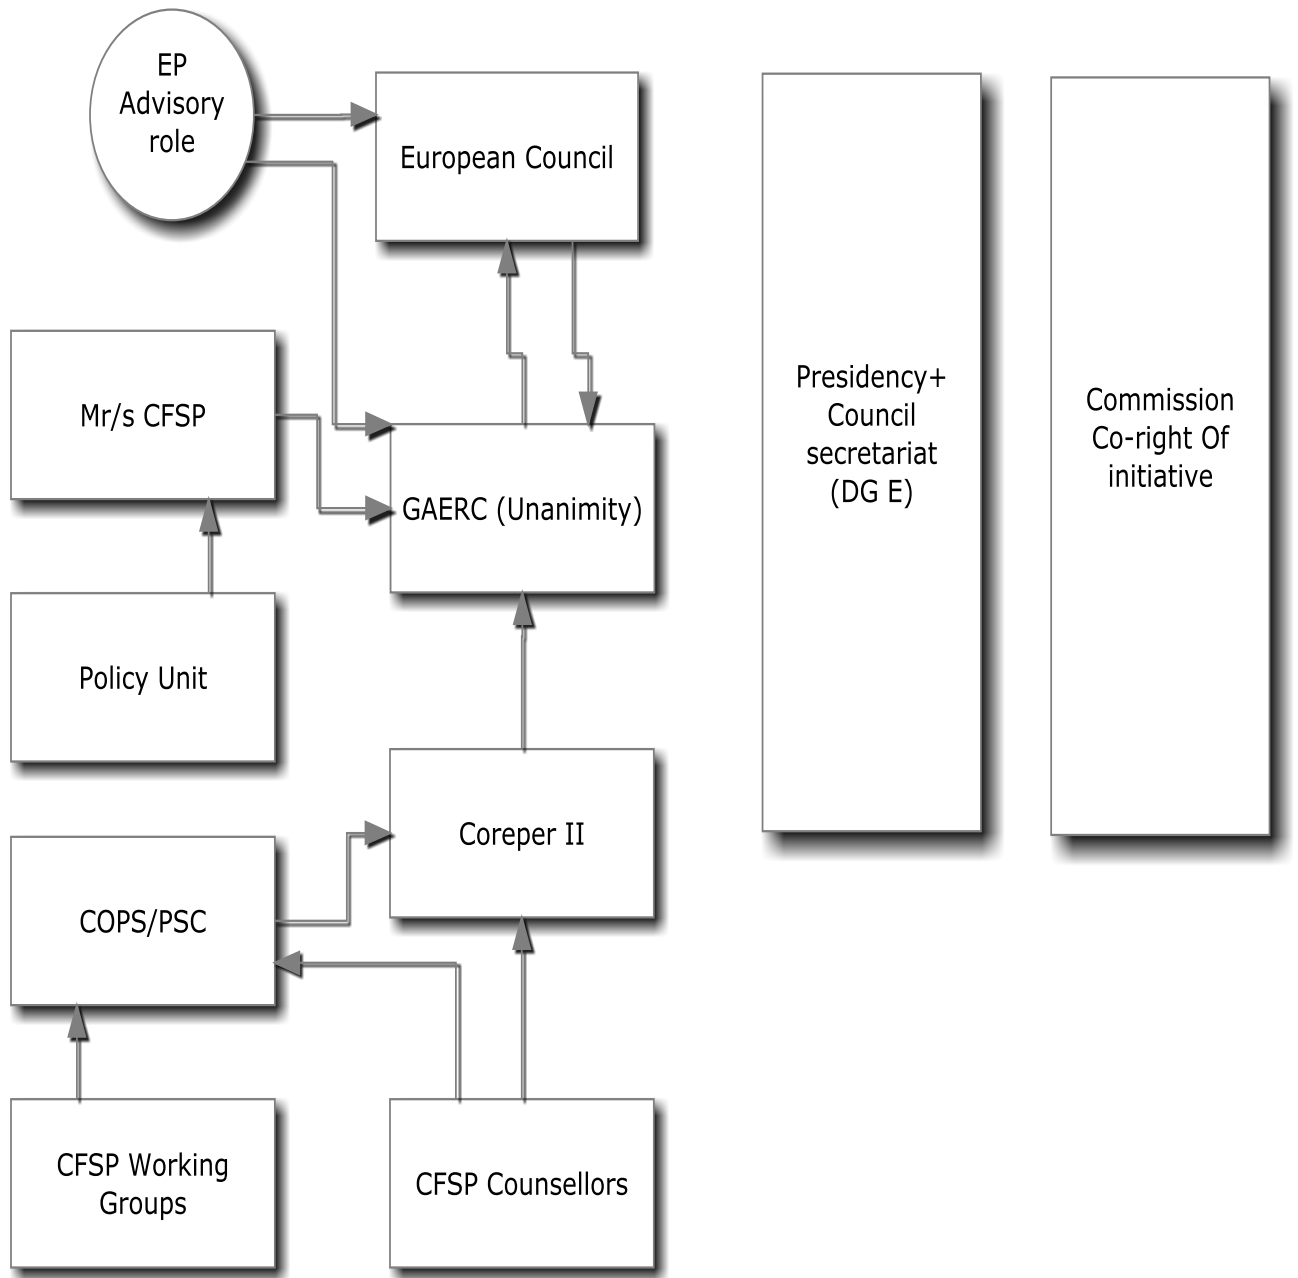 EP
Advisory
role
European Council
Presidency+
Council
secretariat
(DG E)
Commission
Co-right Of
initiative
Mr/s CFSP
GAERC (Unanimity)
Policy Unit
Coreper II
COPS/PSC
CFSP Working
Groups
CFSP Counsellors